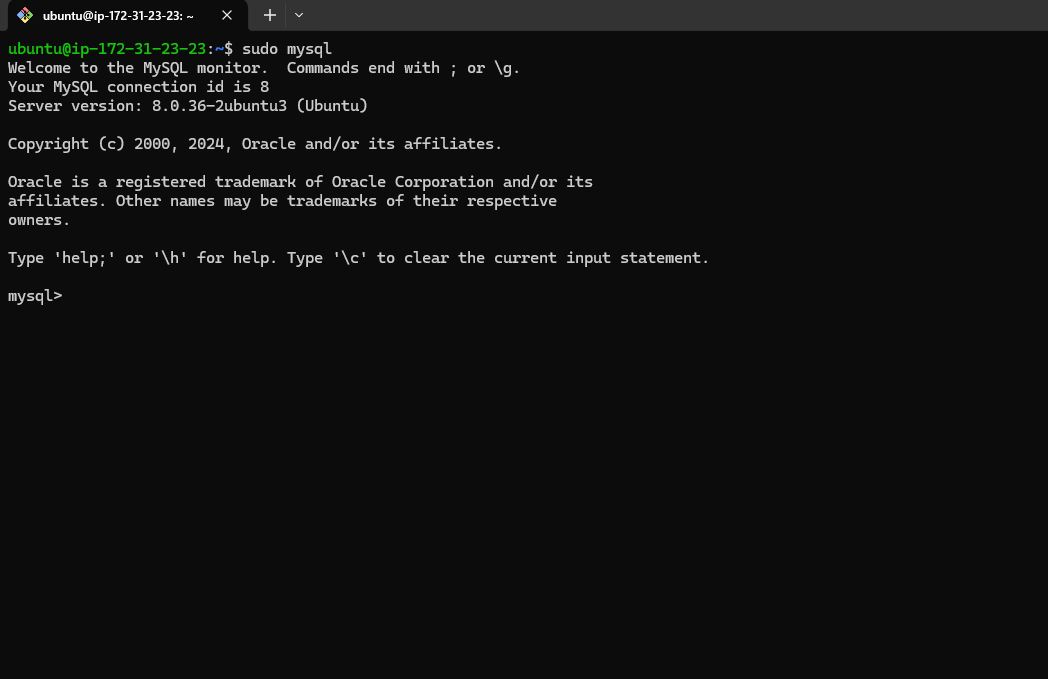 ubuntu@ip-172-31-23-23: ~
ubuntu@ip-172-31-23-23:~$ sudo mysql
Welcome to the MySQL monitor.  Commands end with ; or \g.
Your MySQL connection id is 8
Server version: 8.0.36-2ubuntu3 (Ubuntu)
Copyright (c) 2000, 2024, Oracle and/or its affiliates.
Oracle is a registered trademark of Oracle Corporation and/or its
affiliates. Other names may be trademarks of their respective
owners.
Type 'help;' or '\h' for help. Type '\c' to clear the current input statement.
mysql>